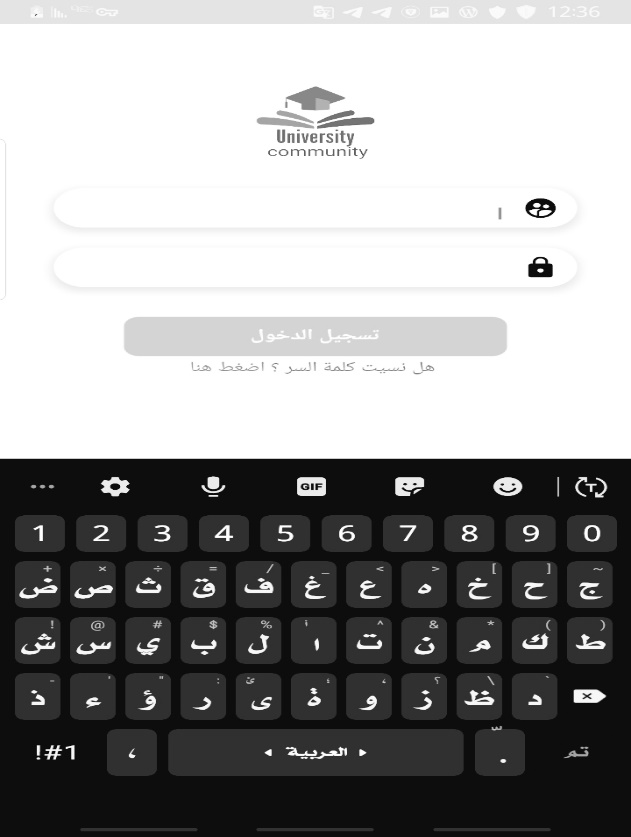 12:36
University
community
تسجيل الدخول
هل نسيت كلمة السر ؟ اضغط هنا
GIF
T
1 2 3 4 5 6 7 8 9 0
+ × ÷ = / _ < > [ ] ~
ض ص ث ق ف غ ع ه خ ح ج
! @ # $ % أ ^ & * ( )
ش س ي ب ل ا ت ن م ك ط
ذ ء ؤ ر ى ة و ز ظ د
!#1 ، العربية . تم